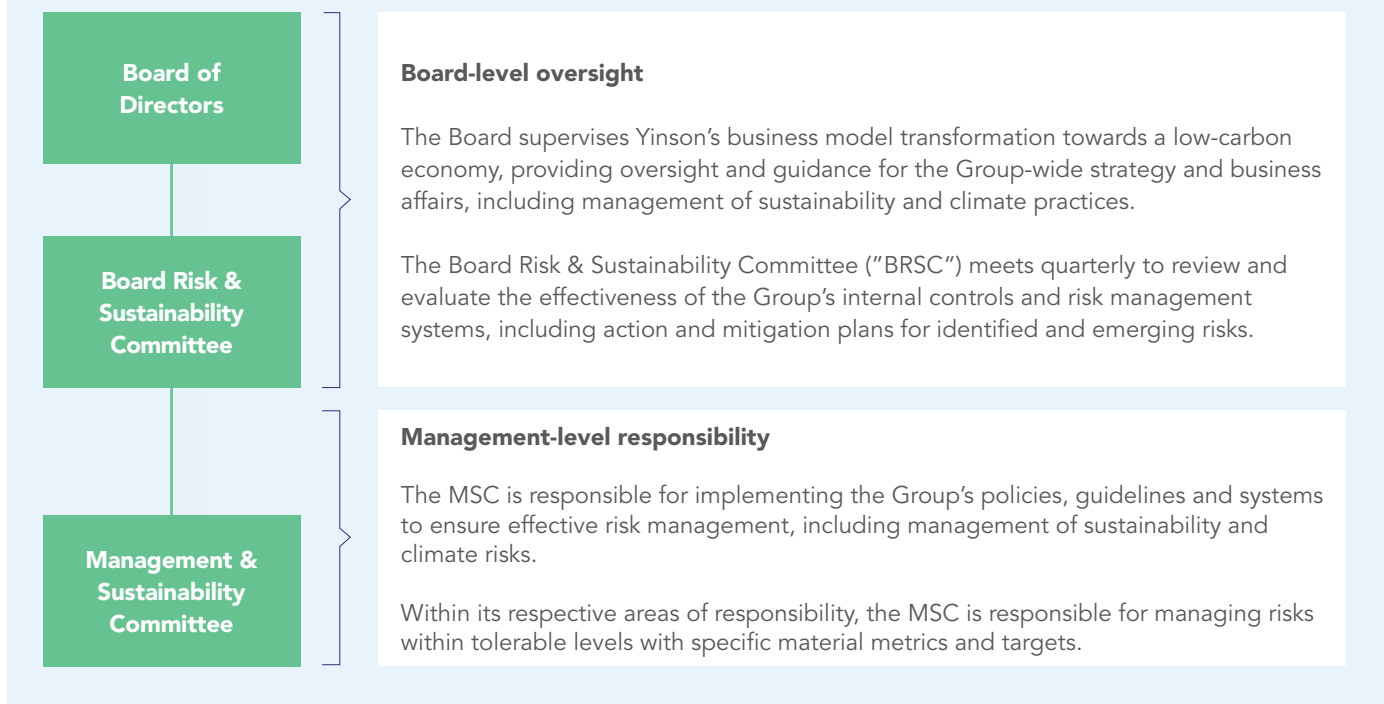 Board of
Directors
Board-level oversight
The Board supervises Yinson’s business model transformation towards a low-carbon
economy, providing oversight and guidance for the Group-wide strategy and business
affairs, including management of sustainability and climate practices.
Board Risk &
Sustainability
Committee
The Board Risk & Sustainability Committee (”BRSC“) meets quarterly to review and
evaluate the effectiveness of the Group’s internal controls and risk management
systems, including action and mitigation plans for identified and emerging risks.
Management-level responsibility
The MSC is responsible for implementing the Group’s policies, guidelines and systems
to ensure effective risk management, including management of sustainability and
climate risks.
Management &
Sustainability
Committee
Within its respective areas of responsibility, the MSC is responsible for managing risks
within tolerable levels with specific material metrics and targets.